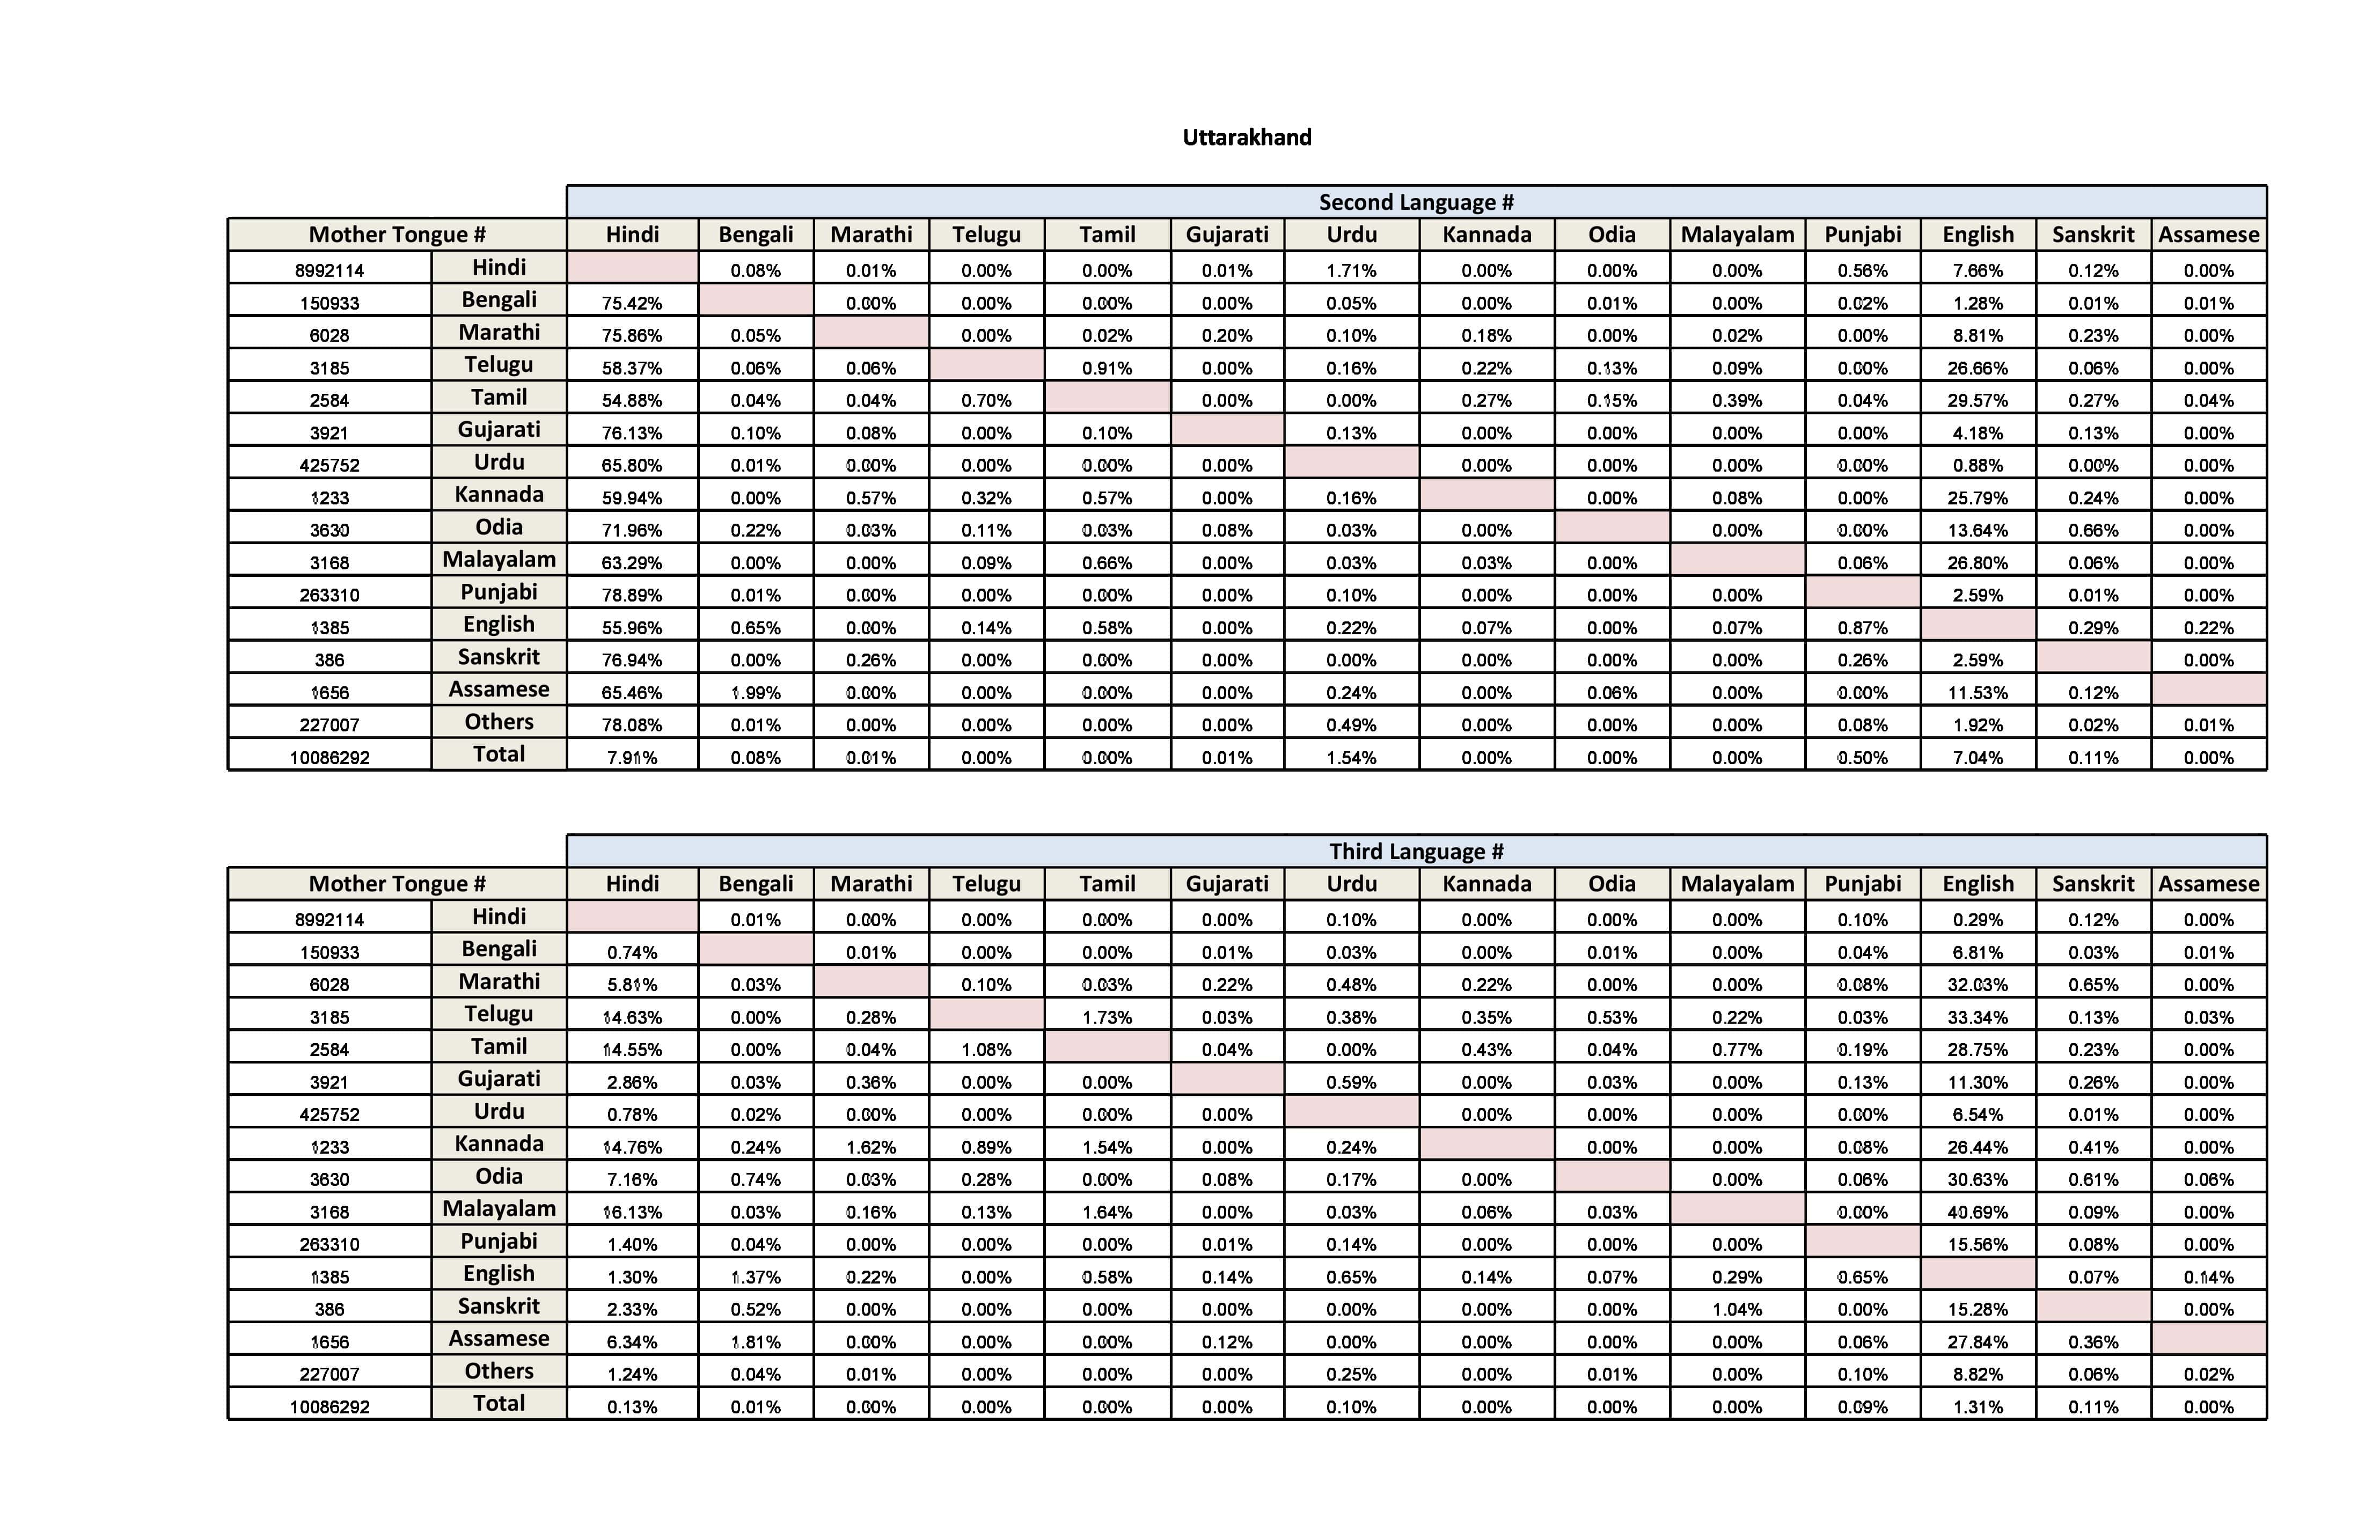 Uttarakhand
Second Language #
Mother Tongue # Hindi Bengali Marathi Telugu Tamil Gujarati Urdu Kannada Odia Malayalam Punjabi English Sanskrit Assamese
8992114 Hindi 0.08% 0.01% 0.00% 0.00% 0.01% 1.71% 0.00% 0.00% 0.00% 0.56% 7.66% 0.12% 0.00%
150933 Bengali 75.42% 0.00% 0.00% 0.00% 0.00% 0.05% 0.00% 0.01% 0.00% 0.02% 1.28% 0.01% 0.01%
6028 Marathi 75.86% 0.05% 0.00% 0.02% 0.20% 0.10% 0.18% 0.00% 0.02% 0.00% 8.81% 0.23% 0.00%
3185 Telugu 58.37% 0.06% 0.06% 0.91% 0.00% 0.16% 0.22% 0.13% 0.09% 0.00% 26.66% 0.06% 0.00%
2584 Tamil 54.88% 0.04% 0.04% 0.70% 0.00% 0.00% 0.27% 0.15% 0.39% 0.04% 29.57% 0.27% 0.04%
3921 Gujarati 76.13% 0.10% 0.08% 0.00% 0.10% 0.13% 0.00% 0.00% 0.00% 0.00% 4.18% 0.13% 0.00%
425752 Urdu 65.80% 0.01% 0.00% 0.00% 0.00% 0.00% 0.00% 0.00% 0.00% 0.00% 0.88% 0.00% 0.00%
1233 Kannada 59.94% 0.00% 0.57% 0.32% 0.57% 0.00% 0.16% 0.00% 0.08% 0.00% 25.79% 0.24% 0.00%
3630 Odia 71.96% 0.22% 0.03% 0.11% 0.03% 0.08% 0.03% 0.00% 0.00% 0.00% 13.64% 0.66% 0.00%
3168 Malayalam 63.29% 0.00% 0.00% 0.09% 0.66% 0.00% 0.03% 0.03% 0.00% 0.06% 26.80% 0.06% 0.00%
263310 Punjabi 78.89% 0.01% 0.00% 0.00% 0.00% 0.00% 0.10% 0.00% 0.00% 0.00% 2.59% 0.01% 0.00%
1385 English 55.96% 0.65% 0.00% 0.14% 0.58% 0.00% 0.22% 0.07% 0.00% 0.07% 0.87% 0.29% 0.22%
386 Sanskrit 76.94% 0.00% 0.26% 0.00% 0.00% 0.00% 0.00% 0.00% 0.00% 0.00% 0.26% 2.59% 0.00%
1656 Assamese 65.46% 1.99% 0.00% 0.00% 0.00% 0.00% 0.24% 0.00% 0.06% 0.00% 0.00% 11.53% 0.12%
227007 Others 78.08% 0.01% 0.00% 0.00% 0.00% 0.00% 0.49% 0.00% 0.00% 0.00% 0.08% 1.92% 0.02% 0.01%
10086292 Total 7.91% 0.08% 0.01% 0.00% 0.00% 0.01% 1.54% 0.00% 0.00% 0.00% 0.50% 7.04% 0.11% 0.00%
Third Language #
Mother Tongue # Hindi Bengali Marathi Telugu Tamil Gujarati Urdu Kannada Odia Malayalam Punjabi English Sanskrit Assamese
8992114 Hindi 0.01% 0.00% 0.00% 0.00% 0.00% 0.10% 0.00% 0.00% 0.00% 0.10% 0.29% 0.12% 0.00%
150933 Bengali 0.74% 0.01% 0.00% 0.00% 0.01% 0.03% 0.00% 0.01% 0.00% 0.04% 6.81% 0.03% 0.01%
6028 Marathi 5.81% 0.03% 0.10% 0.03% 0.22% 0.48% 0.22% 0.00% 0.00% 0.08% 32.03% 0.65% 0.00%
3185 Telugu 14.63% 0.00% 0.28% 1.73% 0.03% 0.38% 0.35% 0.53% 0.22% 0.03% 33.34% 0.13% 0.03%
2584 Tamil 14.55% 0.00% 0.04% 1.08% 0.04% 0.00% 0.43% 0.04% 0.77% 0.19% 28.75% 0.23% 0.00%
3921 Gujarati 2.86% 0.03% 0.36% 0.00% 0.00% 0.59% 0.00% 0.03% 0.00% 0.13% 11.30% 0.26% 0.00%
425752 Urdu 0.78% 0.02% 0.00% 0.00% 0.00% 0.00% 0.00% 0.00% 0.00% 0.00% 6.54% 0.01% 0.00%
1233 Kannada 14.76% 0.24% 1.62% 0.89% 1.54% 0.00% 0.24% 0.00% 0.00% 0.08% 26.44% 0.41% 0.00%
3630 Odia 7.16% 0.74% 0.03% 0.28% 0.00% 0.08% 0.17% 0.00% 0.00% 0.06% 30.63% 0.61% 0.06%
3168 Malayalam 16.13% 0.03% 0.16% 0.13% 1.64% 0.00% 0.03% 0.06% 0.03% 0.00% 40.69% 0.09% 0.00%
263310 Punjabi 1.40% 0.04% 0.00% 0.00% 0.00% 0.01% 0.14% 0.00% 0.00% 0.00% 15.56% 0.08% 0.00%
1385 English 1.30% 1.37% 0.22% 0.00% 0.58% 0.14% 0.65% 0.14% 0.07% 0.29% 0.65% 0.07% 0.14%
386 Sanskrit 2.33% 0.52% 0.00% 0.00% 0.00% 0.00% 0.00% 0.00% 0.00% 1.04% 0.00% 15.28% 0.00%
1656 Assamese 6.34% 1.81% 0.00% 0.00% 0.00% 0.12% 0.00% 0.00% 0.00% 0.00% 0.06% 27.84% 0.36%
227007 Others 1.24% 0.04% 0.01% 0.00% 0.00% 0.00% 0.25% 0.00% 0.01% 0.00% 0.10% 8.82% 0.06% 0.02%
10086292 Total 0.13% 0.01% 0.00% 0.00% 0.00% 0.00% 0.10% 0.00% 0.00% 0.00% 0.09% 1.31% 0.11% 0.00%